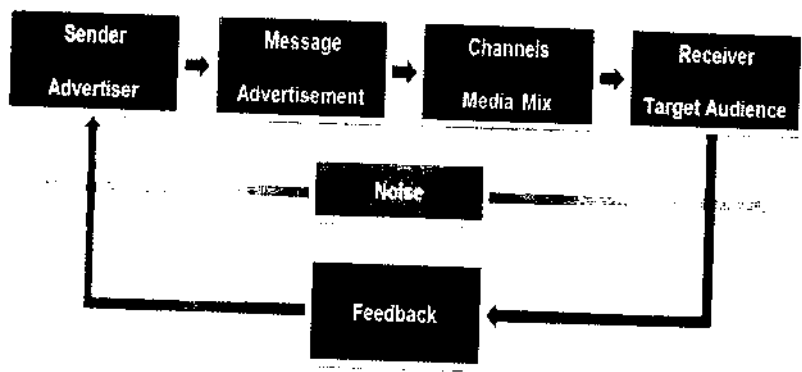 Sender
Advertiser
Message
Advertisement
Channels
Media Mix
Receiver
Target Audience
Noise
Feedback